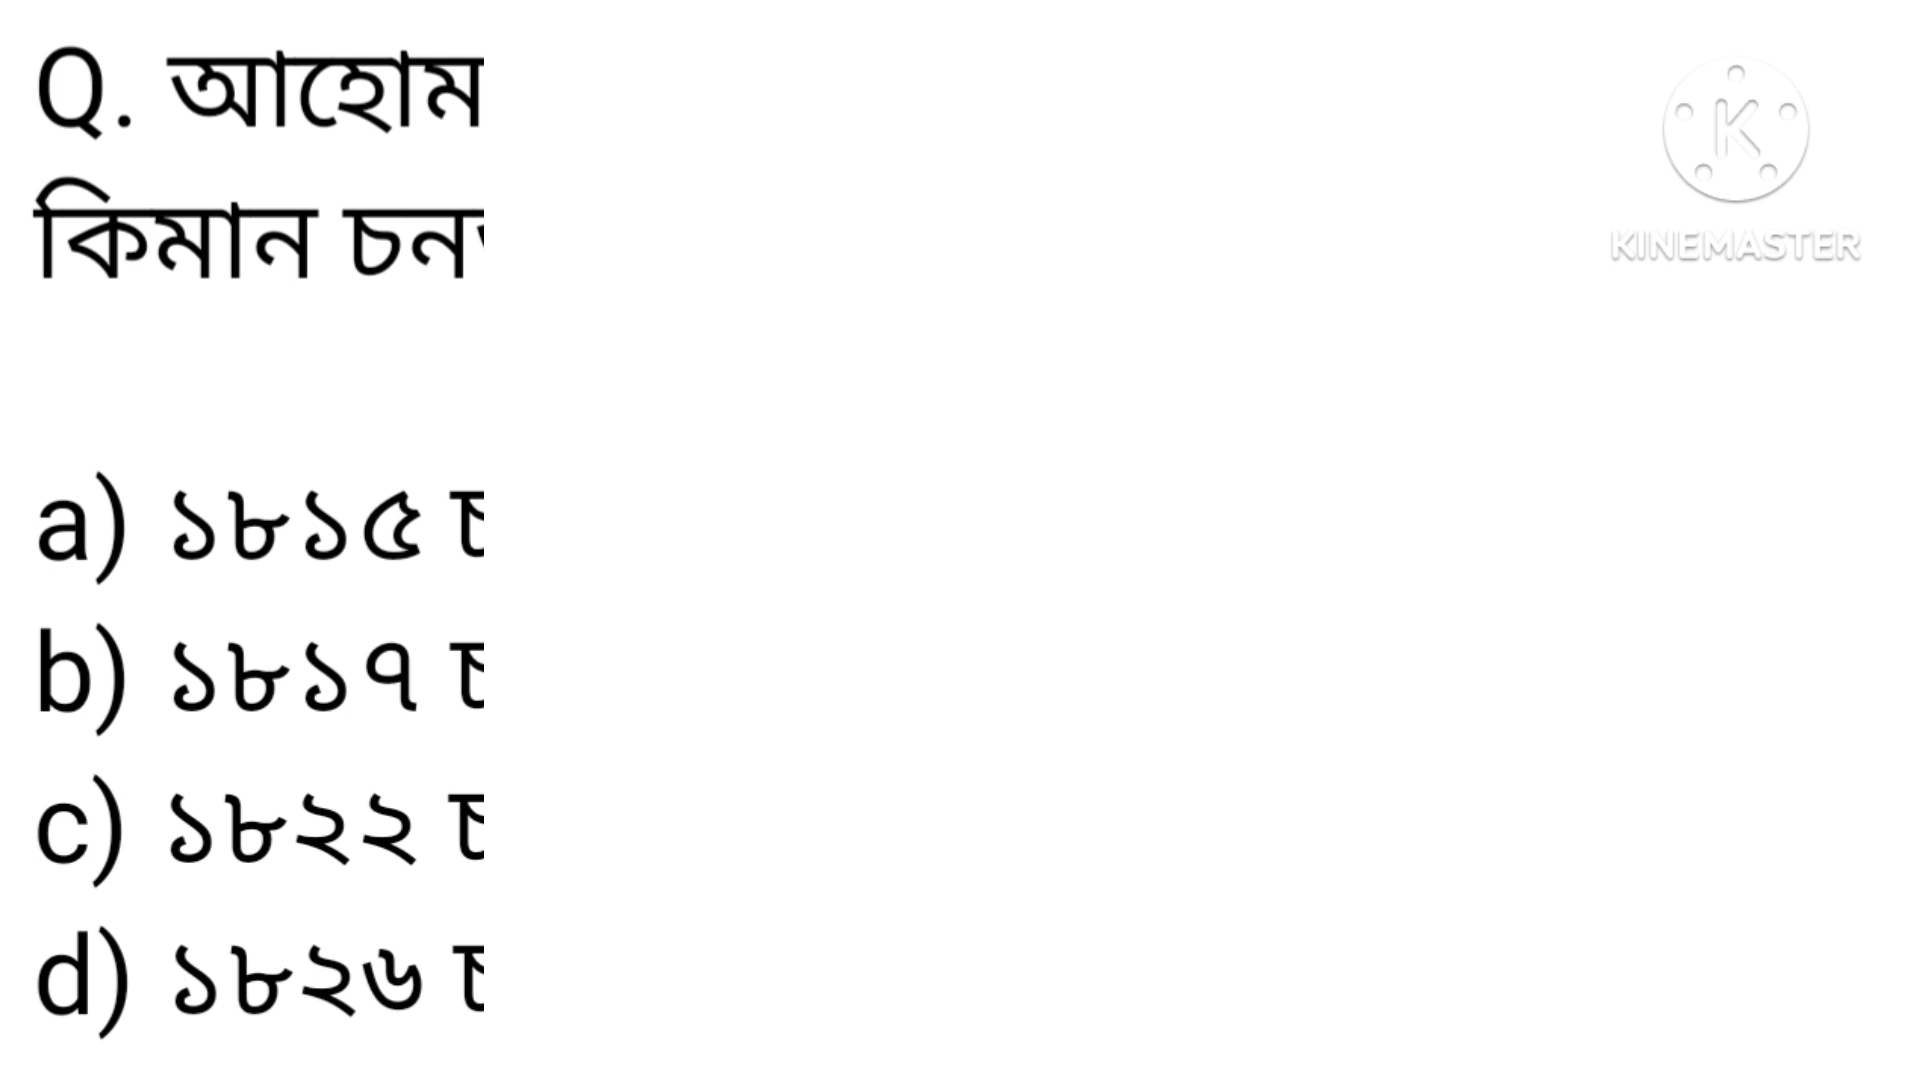 Q. আহোম
কিমান চন
a) ১৮১৫ চ
b) ১৮১৭ চ
c) ১৮২২ চ
d) ১৮২৬ চ
KINEMASTER